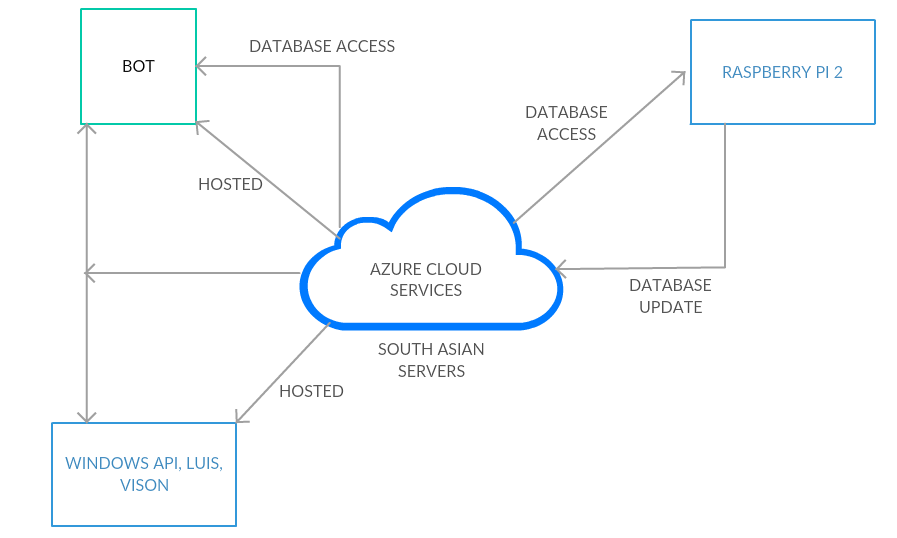 BOT
DATABASE ACCESS
RASPBERRY PI 2
DATABASE
ACCESS
HOSTED
AZURE CLOUD
SERVICES
DATABASE
UPDATE
SOUTH ASIAN
SERVERS
HOSTED
WINDOWS API, LUIS,
VISON